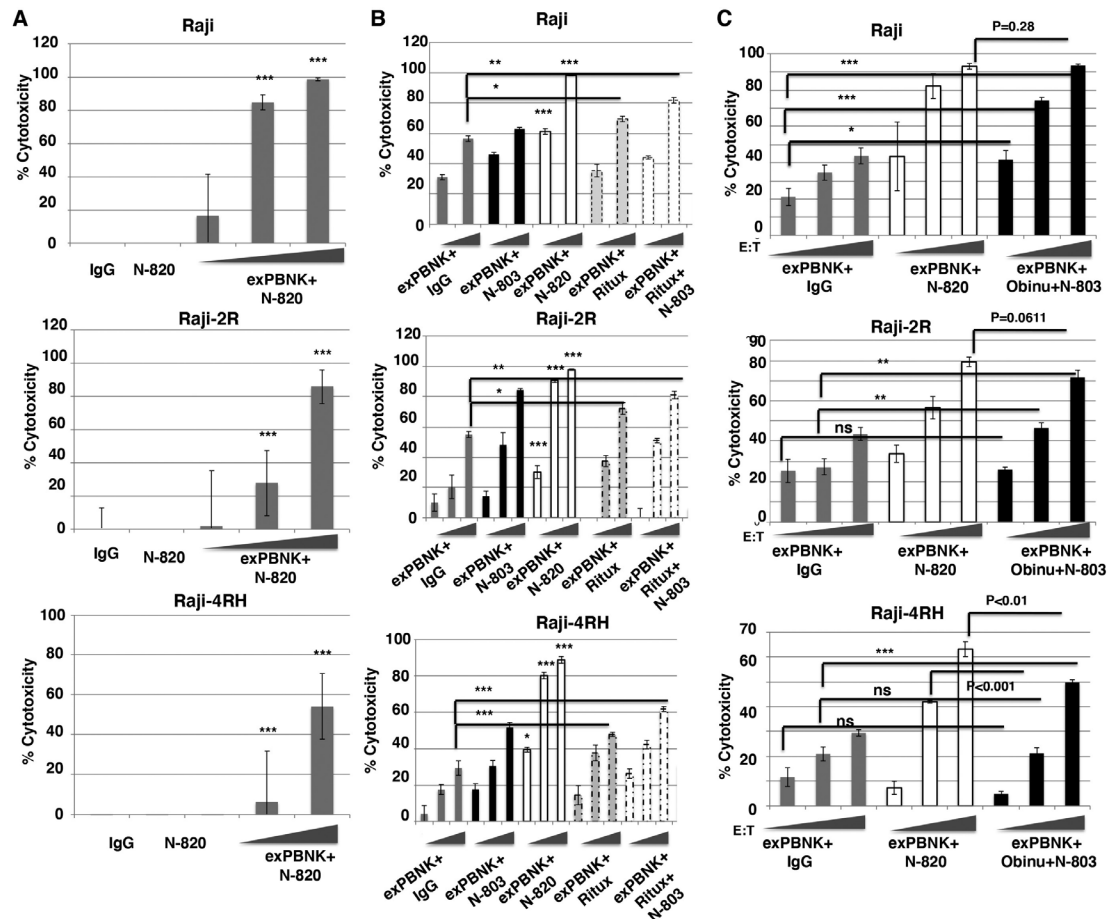 A
Raji
120
100
80
60
40
20
0
% Cytotoxicity
***
***
IgG N-820
exPBNK+
N-820
Raji-2R
120
100
80
60
40
20
0
% Cytotoxicity
***
***
IgG N-820
exPBNK+
N-820
Raji-4RH
100
80
60
40
20
0
% Cytotoxicity
***
***
IgG N-820
exPBNK+
N-820
B
Raji
120
100
80
60
40
20
0
% Cytotoxicity
** ***
*
***
exPBNK+
IgG
exPBNK+
N-803
exPBNK+
N-820
exPBNK+
Ritux
exPBNK+
Ritux+
N-803
Raji-2R
120
100
80
60
40
20
0
% Cytotoxicity
***
** ***
*
***
exPBNK+
IgG
exPBNK+
N-803
exPBNK+
N-820
exPBNK+
Ritux
exPBNK+
Ritux+
N-803
Raji-4RH
100
80
60
40
20
0
% Cytotoxicity
***
***
***
***
*
exPBNK+
IgG
exPBNK+
N-803
exPBNK+
N-820
exPBNK+
Ritux
exPBNK+
Ritux+
N-803
C
P=0.28
Raji
100
80
60
40
20
0
% Cytotoxicity
***
***
*
E:T
exPBNK+
IgG
exPBNK+
N-820
exPBNK+
Obinu+N-803
P=0.0611
Raji-2R
90
80
60
40
20
0
% Cytotoxicity
**
**
ns
E:T
exPBNK+
IgG
exPBNK+
N-820
exPBNK+
Obinu+N-803
Raji-4RH
P<0.01
70
60
50
40
30
20
10
0
% Cytotoxicity
***
ns P<0.001
ns
E:T
exPBNK+
IgG
exPBNK+
N-820
exPBNK+
Obinu+N-803